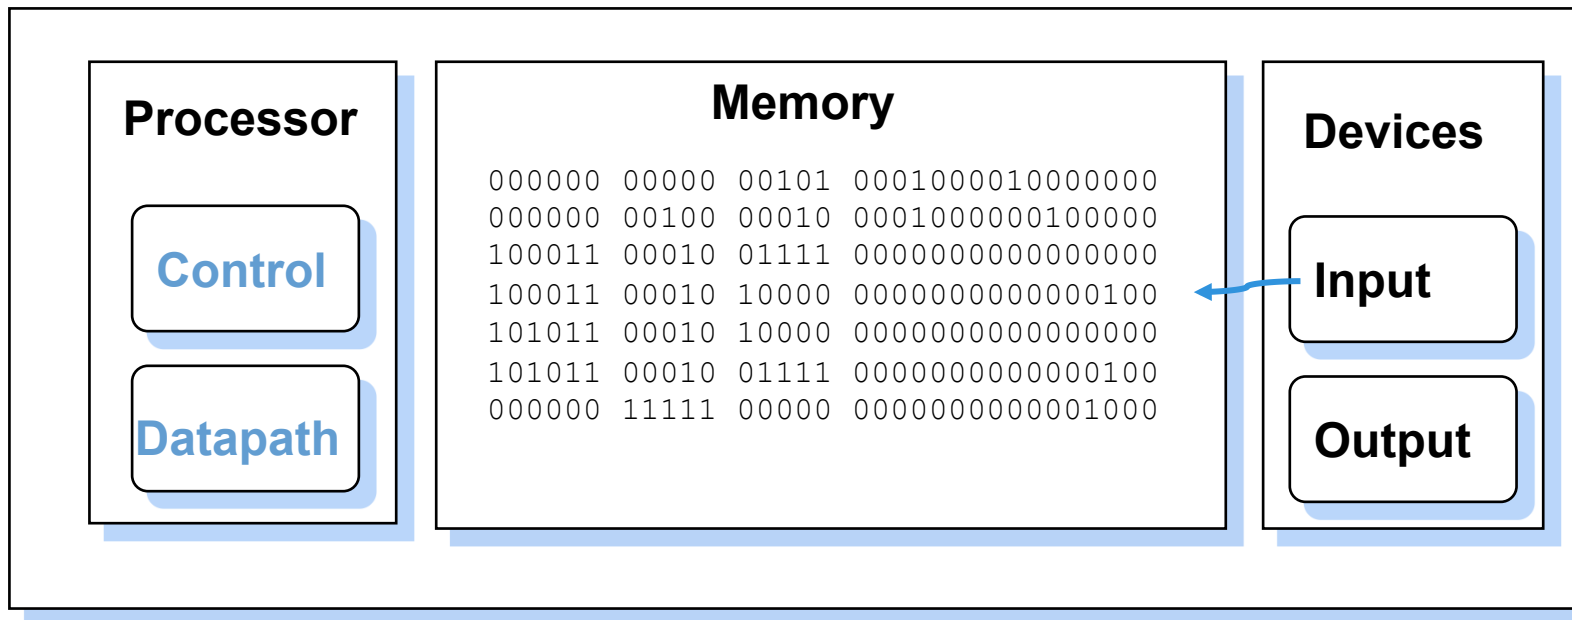 Processor
Control
Datapath
Memory
000000 00000 00101 0001000010000000
000000 00100 00010 0001000000100000
100011 00010 01111 0000000000000000
100011 00010 10000 0000000000000100
101011 00010 10000 0000000000000000
101011 00010 01111 0000000000000100
000000 11111 00000 0000000000001000
Devices
Input
Output